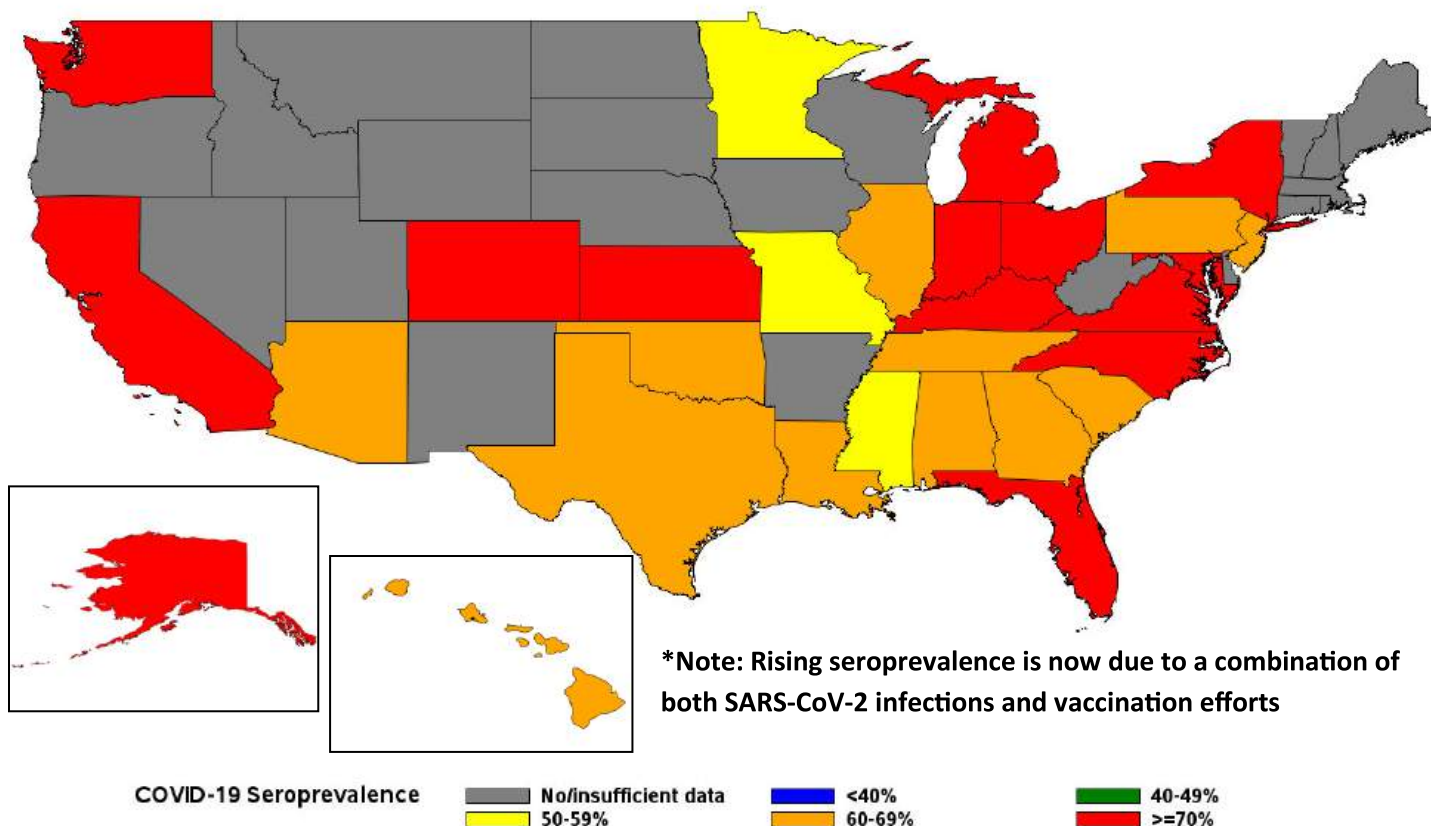 *Note: Rising seroprevalence is now due to a combination of
both SARS-CoV-2 infections and vaccination efforts
COVID-19 Seroprevalence No/insufficient data <40% 40-49%
50-59% 60-69% >=70%